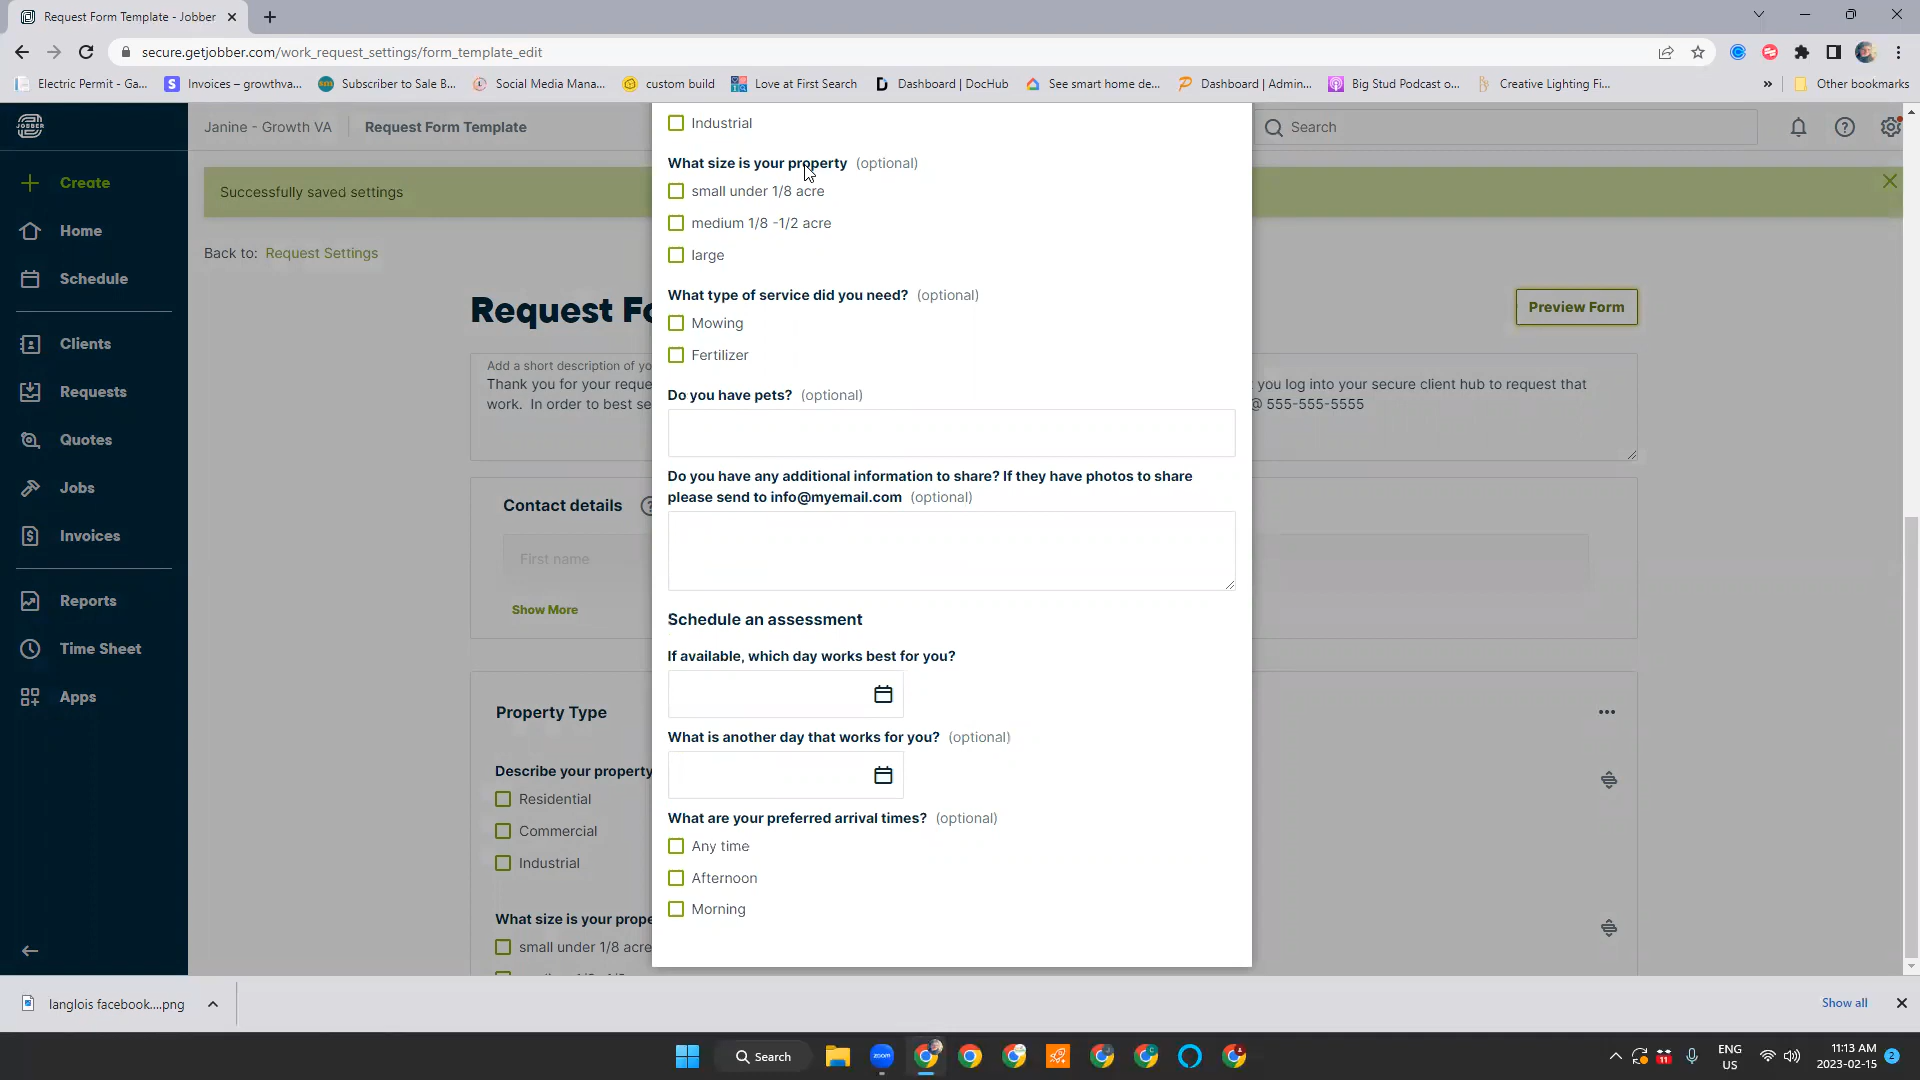 Request Form Template - Jobber
secure.getjobber.com/work_request_settings/form_template_edit
Electric Permit - Ga...
Invoices – growthva...
Subscriber to Sale B...
Social Media Mana...
custom build
Love at First Search
Dashboard | DocHub
See smart home de...
Dashboard | Admin...
Big Stud Podcast o...
Creative Lighting Fi...
»
Other bookmarks
JOBBER
Janine - Growth VA
Request Form Template
Search
Create
Home
Schedule
Clients
Requests
Quotes
Jobs
Invoices
Reports
Time Sheet
Apps
Successfully saved settings
Back to: Request Settings
Request Fo
Preview Form
Add a short description of yo
Thank you for your reque
you log into your secure client hub to request that
work. In order to best se
@ 555-555-5555
Contact details
First name
Show More
Property Type
Describe your property
Residential
Commercial
Industrial
What size is your prope
small under 1/8 acre
Industrial
What size is your property (optional)
small under 1/8 acre
medium 1/8 -1/2 acre
large
What type of service did you need? (optional)
Mowing
Fertilizer
Do you have pets? (optional)
Do you have any additional information to share? If they have photos to share
please send to info@myemail.com (optional)
Schedule an assessment
If available, which day works best for you?
What is another day that works for you? (optional)
What are your preferred arrival times? (optional)
Any time
Afternoon
Morning
langlois facebook....png
Show all
Search
zoom
11
ENG
US
11:13 AM
2023-02-15
2